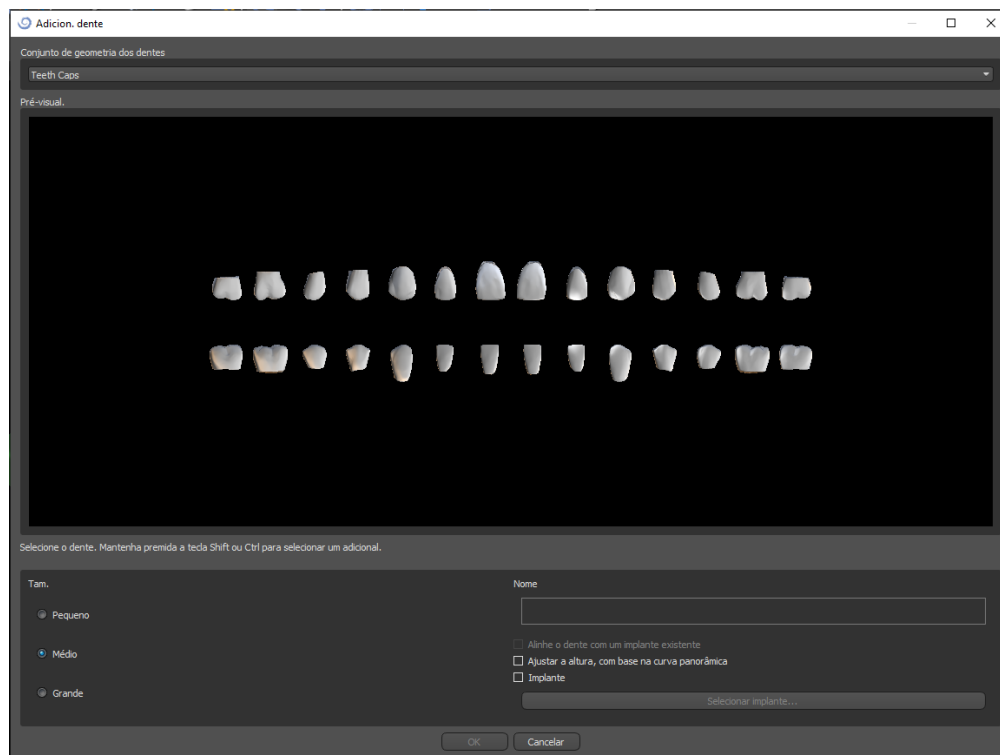 Adicion. dente
Conjunto de geometria dos dentes
Teeth Caps
Pré-visual.
Selecione o dente. Mantenha premida a tecla Shift ou Ctrl para selecionar um adicional.
Tam.
Pequeno
Médio
Grande
Nome
Alinhe o dente com um implante existente
Ajustar a altura, com base na curva panorâmica
Implante
Selecionar implante...
OK
Cancelar